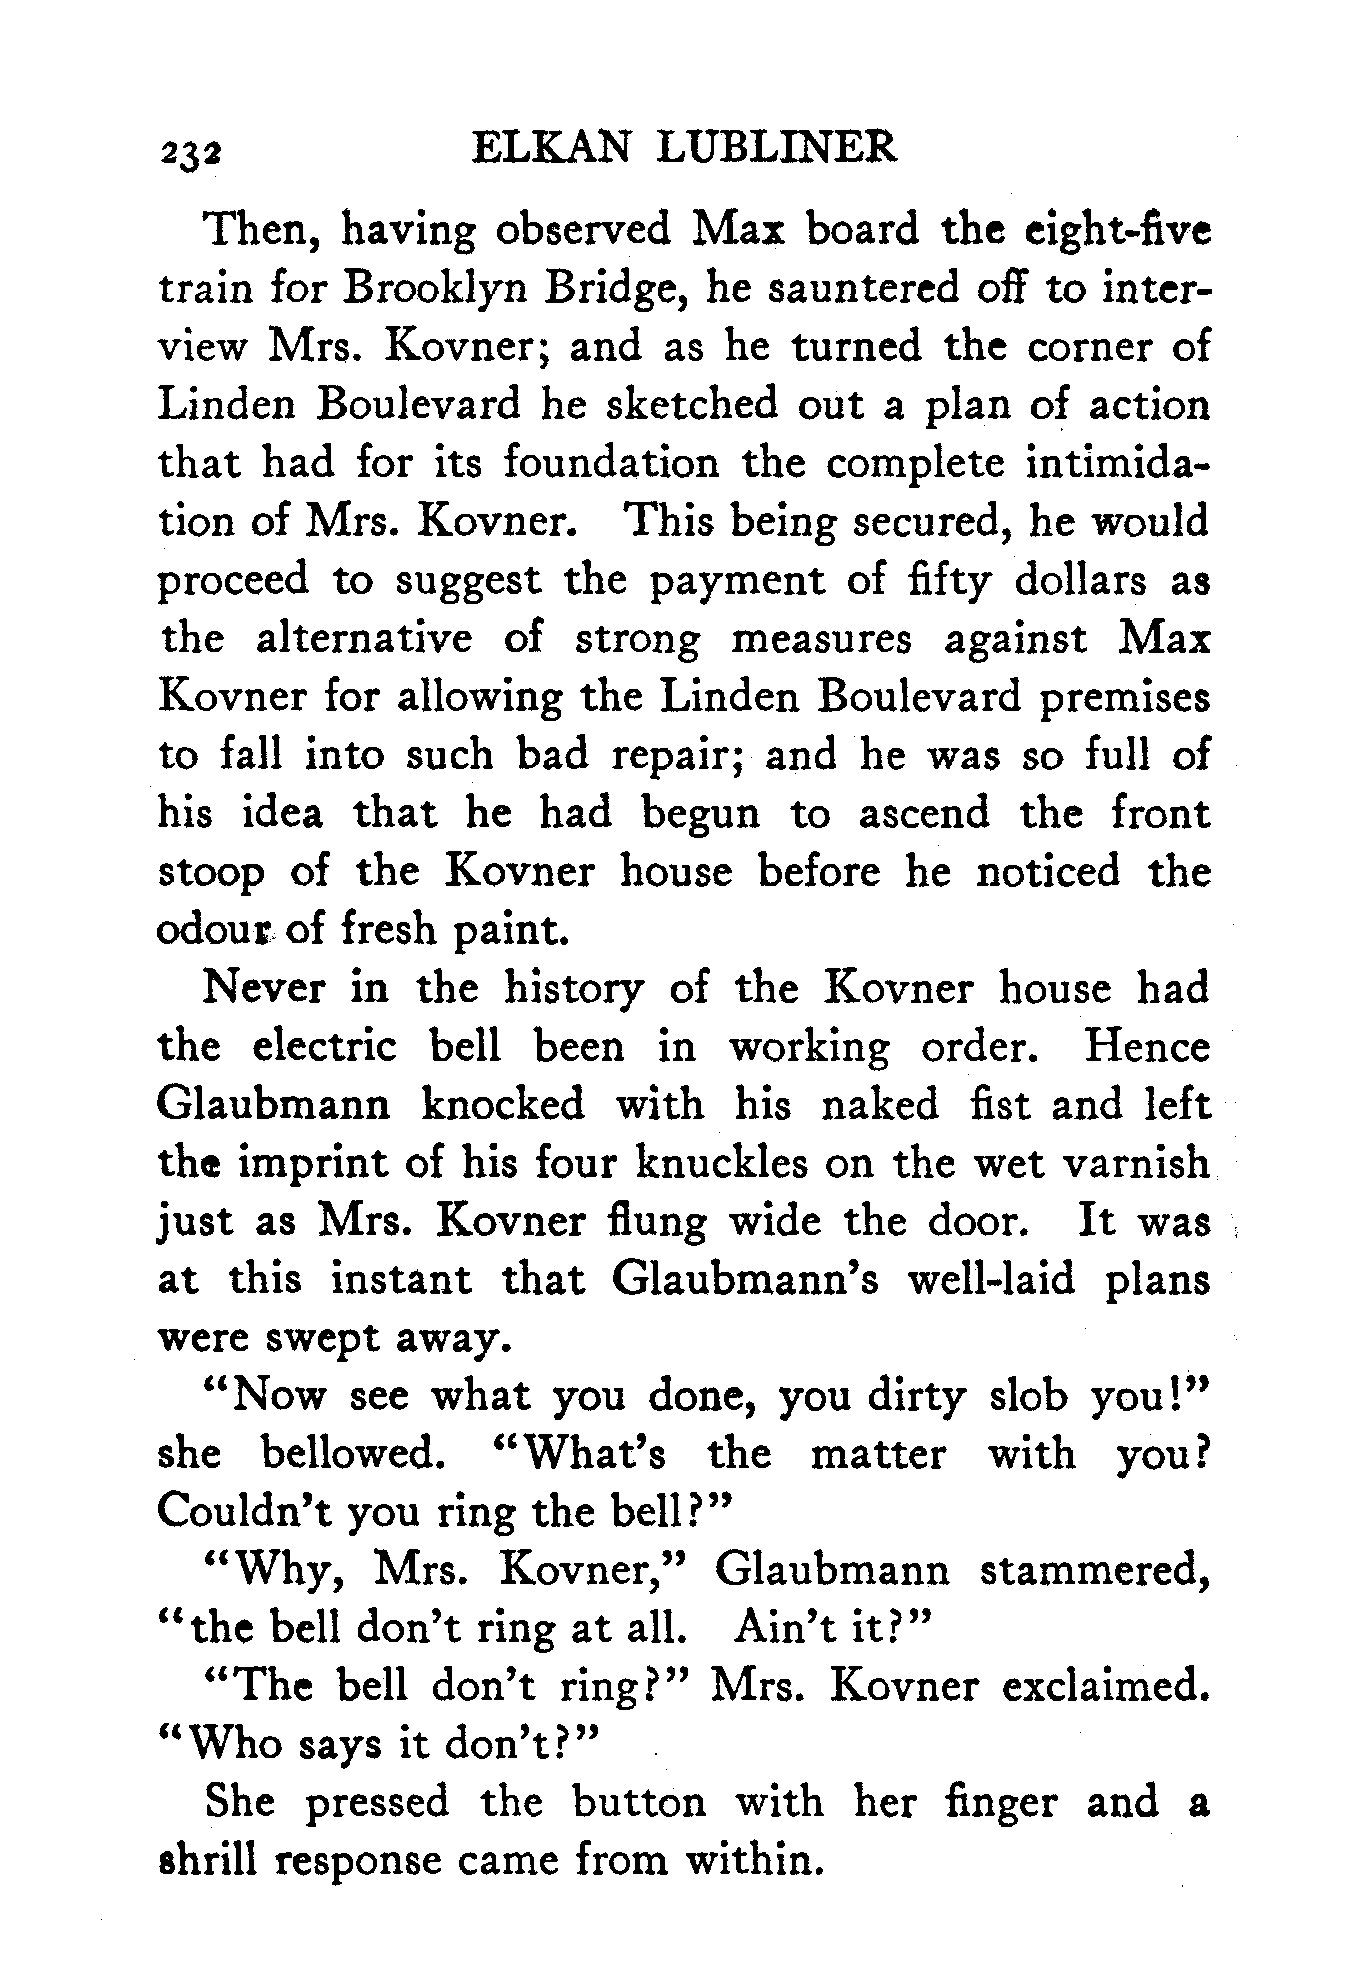 232 ELKAN LUBLINER
Then, having observed Max board the eight-five
train for Brooklyn Bridge, he sauntered off to inter-
view Mrs. Kovner; and as he turned the corner of
Linden Boulevard he sketched out a plan of action
that had for its foundation the complete intimida-
tion of Mrs. Kovner. This being secured, he would
proceed to suggest the payment of fifty dollars as
the alternative of strong measures against Max
Kovner for allowing the Linden Boulevard premises
to fall into such bad repair; and he was so full of
his idea that he had begun to ascend the front
stoop of the Kovner house before he noticed the
odour of fresh paint.
Never in the history of the Kovner house had
the electric bell been in working order. Hence
Glaubmann knocked with his naked fist and left
the imprint of his four knuckles on the wet varnish
just as Mrs. Kovner flung wide the door. It was
at this instant that Glaubmann's well-laid plans
were swept away.
"Now see what you done, you dirty slob you!"
she bellowed. "What's the matter with you?
Couldn't you ring the bell?"
"Why, Mrs. Kovner," Glaubmann stammered,
"the bell don't ring at all. Ain't it?"
"The bell don't ring?" Mrs. Kovner exclaimed.
"Who says it don't?"
She pressed the button with her finger and a
shrill response came from within.